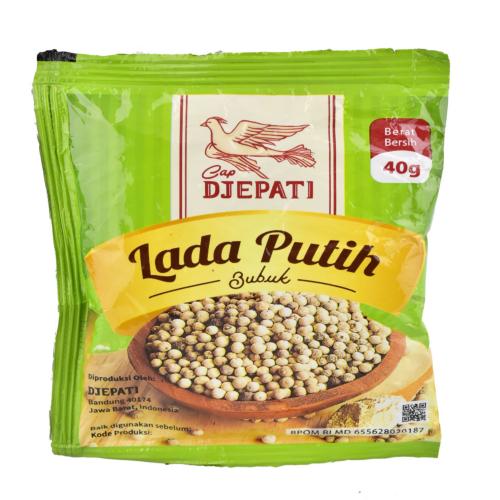 Cap
DJEPATI
Berat
Bersih
40g
Lada Putih
Bubuk
Diproduksi Oleh:
DJEPATI
Bandung 40174
Jawa Barat, Indonesia
Baik digunakan sebelum:
Kode Produksi:
BPOM RI MD 655628020187